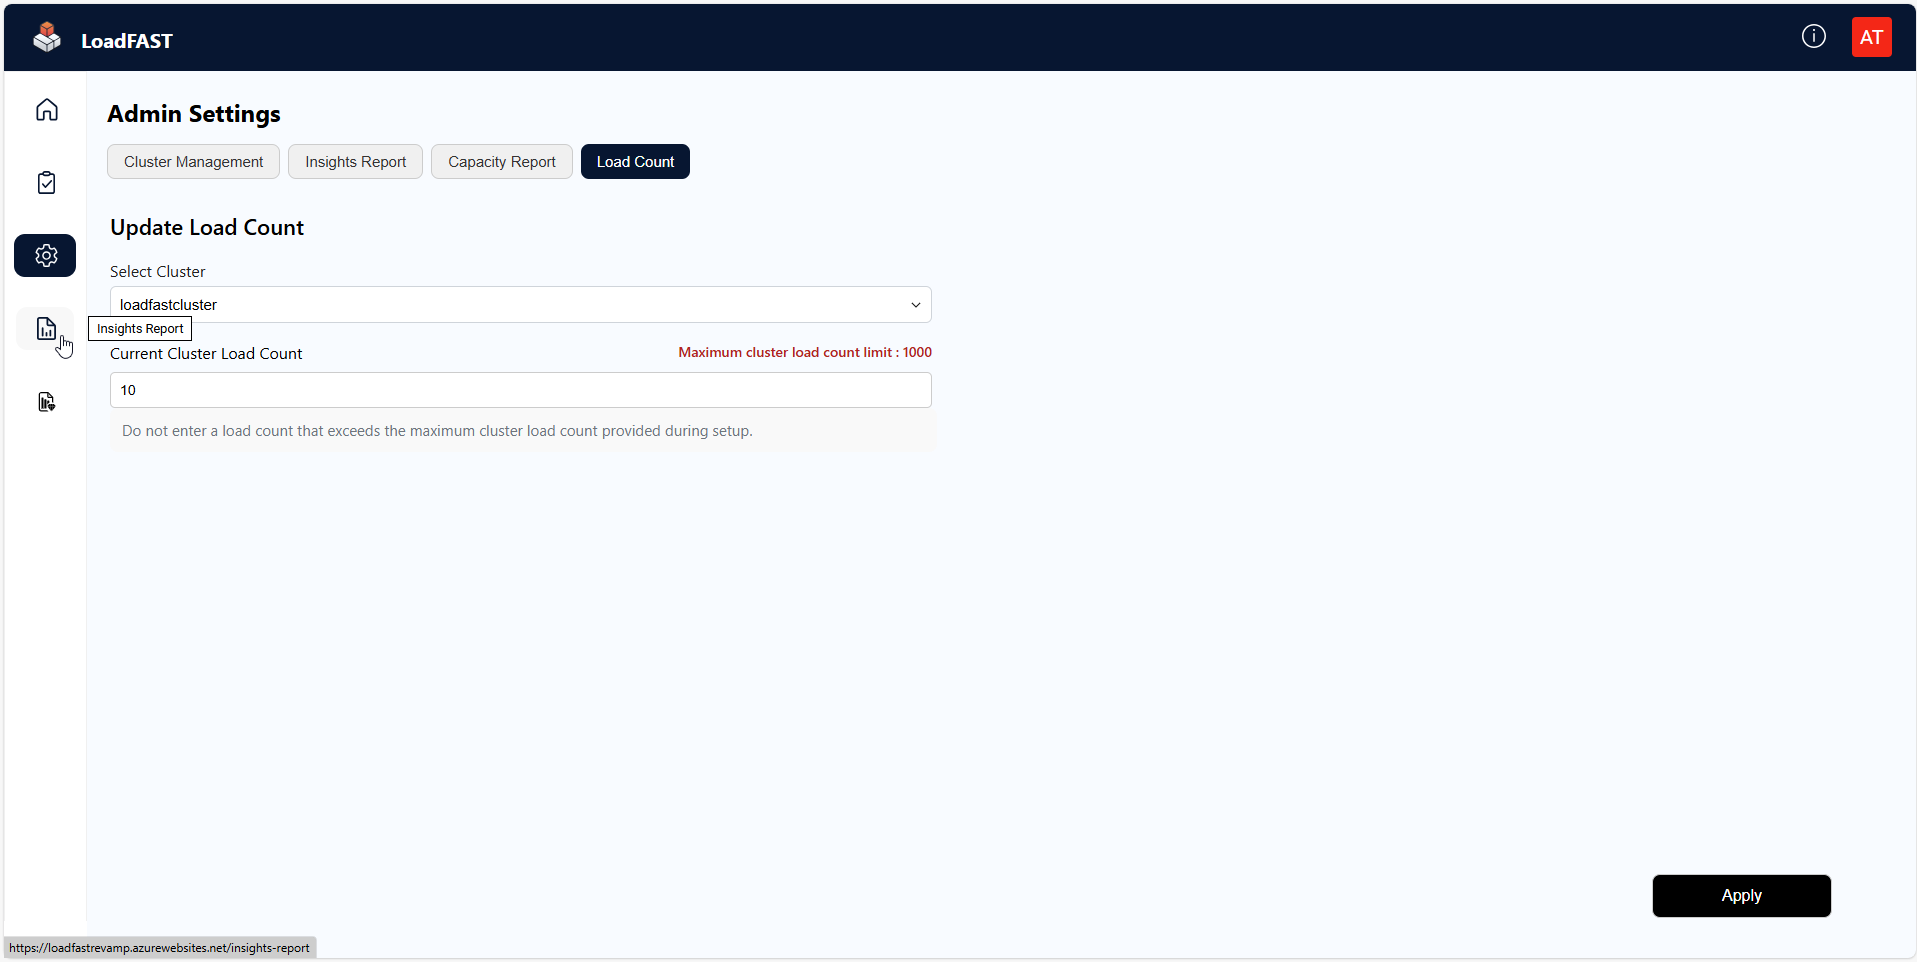 LoadFAST
AT
Admin Settings
Cluster Management
Insights Report
Capacity Report
Load Count
Update Load Count
Select Cluster
loadfastcluster
Insights Report
Current Cluster Load Count
Maximum cluster load count limit : 1000
10
Do not enter a load count that exceeds the maximum cluster load count provided during setup.
Apply
https://loadfastrevamp.azurewebsites.net/insights-report